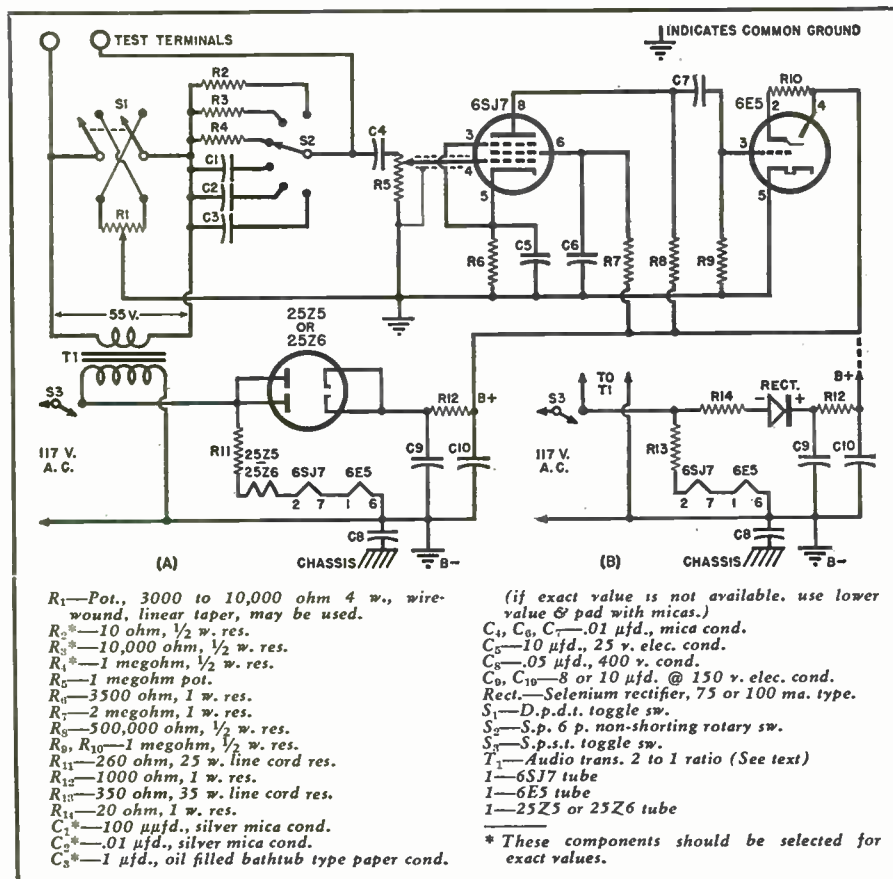 TEST TERMINALS
INDICATES COMMON GROUND
S1
R2
R3
R4
S2
C1
C2
C3
R1
C4
R5
6SJ7
8
3
4
6
5
R6
C5
C6
R7
R8
C7
R9
R10
6E5
2
4
3
5
55 V.
T1
S3
117 V.
A.C.
25Z5
OR
25Z6
R11
25Z5
25Z6
6SJ7
2 7
6E5
1 6
R12
B+
C9
C10
C8
CHASSIS
B-
(A)
S3
TO
T1
117 V.
A.C.
R14
RECT.
- +
R12
B+
R13
6SJ7
2 7
6E5
1 6
C9
C10
C8
CHASSIS
B-
(B)
R₁—Pot., 3000 to 10,000 ohm 4 w., wire-
wound, linear taper, may be used.
R₂*—10 ohm, ½ w. res.
R₃*—10,000 ohm, ½ w. res.
R₄*—1 megohm, ½ w. res.
R₅—1 megohm pot.
R₆—3500 ohm, 1 w. res.
R₇—2 megohm, 1 w. res.
R₈—500,000 ohm, ½ w. res.
R₉, R₁₀—1 megohm, ½ w. res.
R₁₁—260 ohm, 25 w. line cord res.
R₁₂—1000 ohm, 1 w. res.
R₁₃—350 ohm, 35 w. line cord res.
R₁₄—20 ohm, 1 w. res.
C₁*—100 μμfd., silver mica cond.
C₂*—.01 μfd., silver mica cond.
C₃*—1 μfd., oil filled bathtub type paper cond.
(if exact value is not available. use lower
value & pad with micas.)
C₄, C₆, C₇—.01 μfd., mica cond.
C₅—10 μfd., 25 v. elec. cond.
C₈—.05 μfd., 400 v. cond.
C₉, C₁₀—8 or 10 μfd. @ 150 v. elec. cond.
Rect.—Selenium rectifier, 75 or 100 ma. type.
S₁—D.p.d.t. toggle sw.
S₂—S.p. 6 p. non-shorting rotary sw.
S₃—S.p.s.t. toggle sw.
T₁—Audio trans. 2 to 1 ratio (See text)
1—6SJ7 tube
1—6E5 tube
1—25Z5 or 25Z6 tube
* These components should be selected for
exact values.